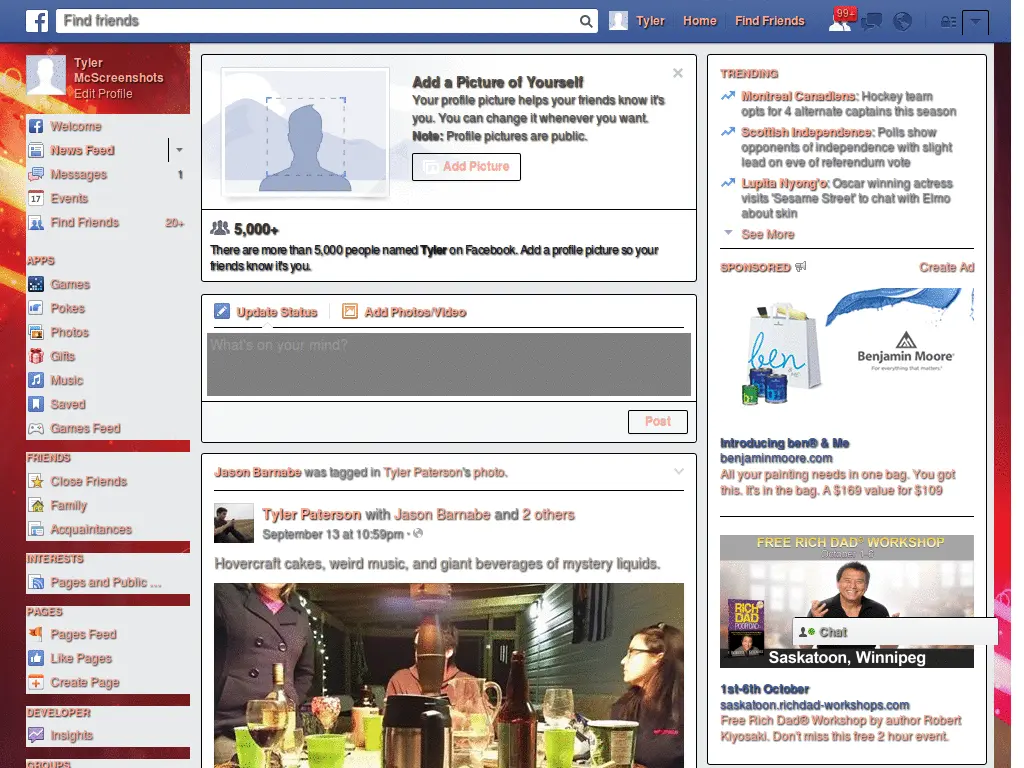 Find friends
Tyler
Home
Find Friends
99+
Tyler
McScreenshots
Edit Profile
Welcome
News Feed
Messages 1
17 Events
Find Friends 20+
APPS
Games
Pokes
Photos
Gifts
Music
Saved
Games Feed
FRIENDS
Close Friends
Family
Acquaintances
INTERESTS
Pages and Public ...
PAGES
Pages Feed
Like Pages
Create Page
DEVELOPER
Insights
GROUPS
Add a Picture of Yourself
Your profile picture helps your friends know it's
you. You can change it whenever you want.
Note: Profile pictures are public.
Add Picture
5,000+
There are more than 5,000 people named Tyler on Facebook. Add a profile picture so your
friends know it's you.
Update Status
Add Photos/Video
What's on your mind?
Post
Jason Barnabe was tagged in Tyler Paterson's photo.
Tyler Paterson with Jason Barnabe and 2 others
September 13 at 10:59pm ·
Hovercraft cakes, weird music, and giant beverages of mystery liquids.
TRENDING
Montreal Canadiens: Hockey team
opts for 4 alternate captains this season
Scottish Independence: Polls show
opponents of independence with slight
lead on eve of referendum vote
Lupita Nyong'o: Oscar winning actress
visits 'Sesame Street' to chat with Elmo
about skin
See More
SPONSORED
Create Ad
ben
Benjamin Moore®
For everything that matters.®
Introducing ben® & Me
benjaminmoore.com
All your painting needs in one bag. You got
this. It's in the bag. A $169 value for $109
FREE RICH DAD® WORKSHOP
October 1-6
RICH
DAD
POOR DAD
Chat
Saskatoon, Winnipeg
1st-6th October
saskatoon.richdad-workshops.com
Free Rich Dad® Workshop by author Robert
Kiyosaki. Don't miss this free 2 hour event.